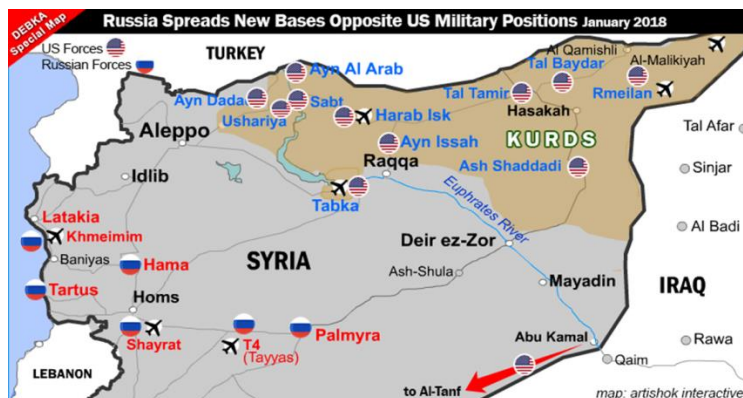 DEBKA
Special Map
Russia Spreads New Bases Opposite US Military Positions January 2018
US Forces
Russian Forces
TURKEY
Ayn Al Arab
Al Qamishli
Tal Baydar
Al-Malikiyah
Ayn Dada
Sabt
Ushariya
Harab Isk
Tal Tamir
Rmeilan
Hasakah
Aleppo
KURDS
Tal Afar
Idlib
Ayn Issah
Raqqa
Ash Shaddadi
Sinjar
Tabka
Euphrates River
Latakia
Khmeimim
Baniyas
Hama
SYRIA
Deir ez-Zor
Al Badi
Ash-Shula
Tartus
Homs
Mayadin
IRAQ
Shayrat
T4
(Tayyas)
Palmyra
Abu Kamal
Rawa
Qaim
LEBANON
to Al-Tanf
map: artishok interactive